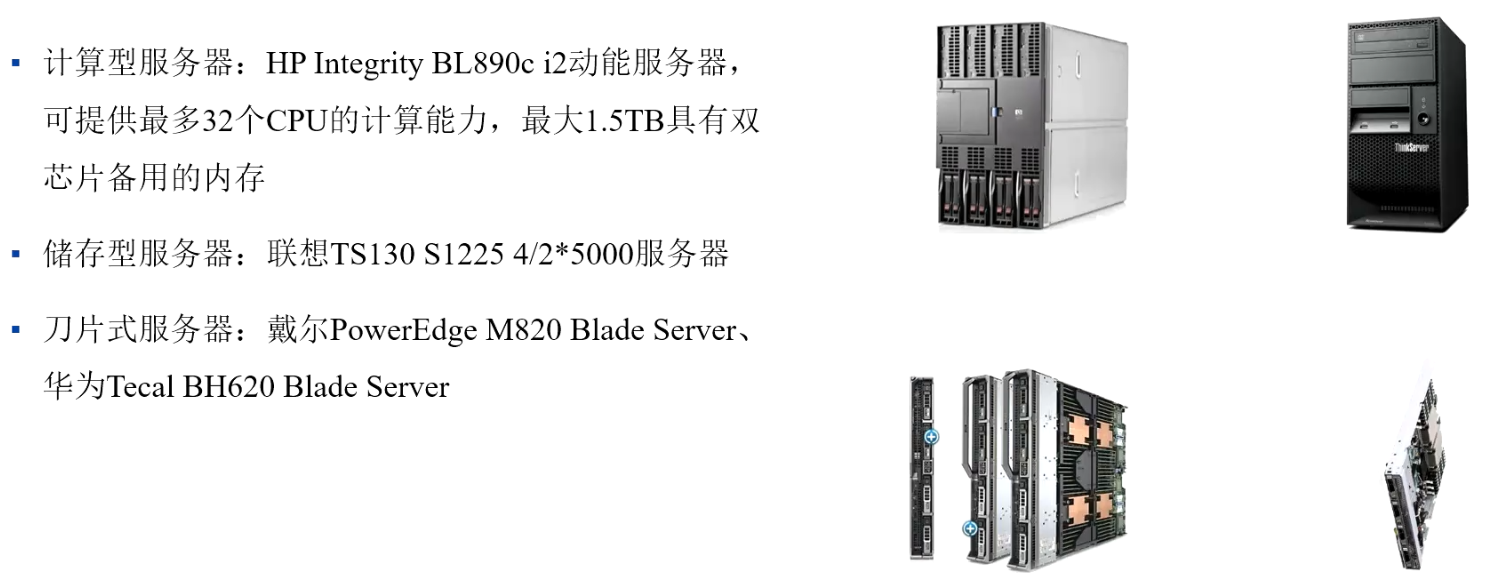 ▪ 计算型服务器：HP Integrity BL890c i2动能服务器，
可提供最多32个CPU的计算能力，最大1.5TB具有双
芯片备用的内存
▪ 储存型服务器：联想TS130 S1225 4/2*5000服务器
▪ 刀片式服务器：戴尔PowerEdge M820 Blade Server、
华为Tecal BH620 Blade Server
ThinkServer